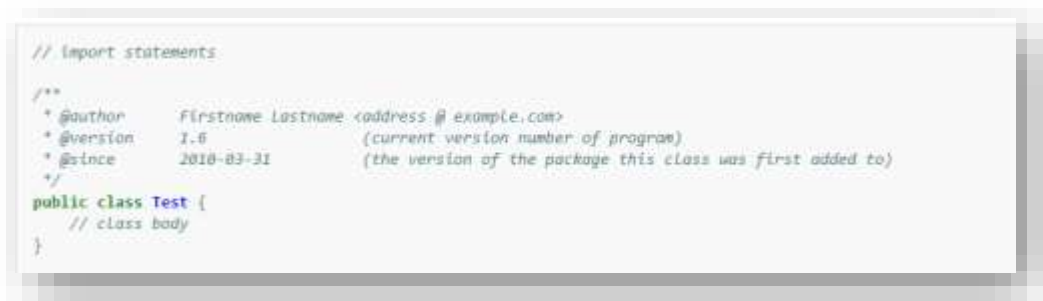 // import statements
/**
 * @author      Firstname Lastname <address @ example.com>
 * @version     1.6                 (current version number of program)
 * @since       2010-03-31          (the version of the package this class was first added to)
 */
public class Test {
    // class body
}